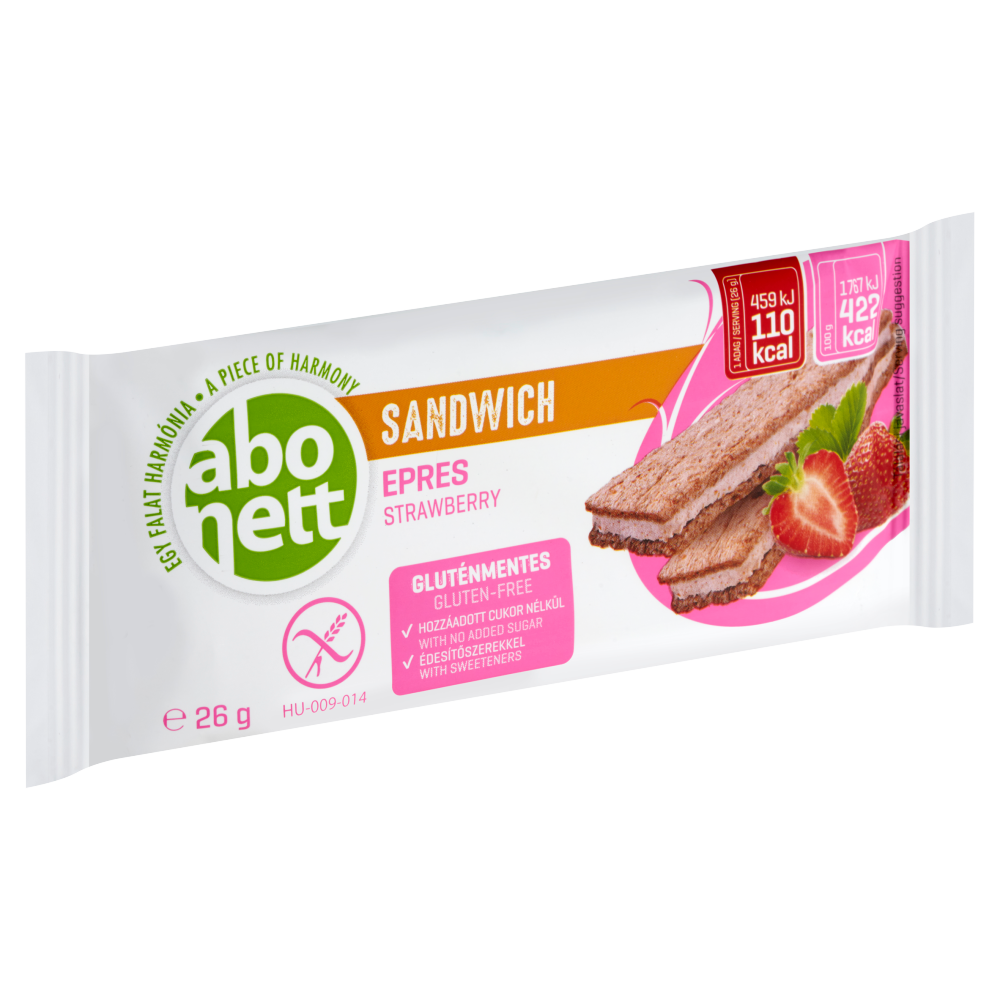 EGY FALAT HARMÓNIA • A PIECE OF HARMONY
abo
nett
SANDWICH
EPRES
STRAWBERRY
GLUTÉNMENTES
GLUTEN-FREE
✓ HOZZÁADOTT CUKOR NÉLKÜL
WITH NO ADDED SUGAR
✓ ÉDESÍTŐSZEREKKEL
WITH SWEETENERS
℮ 26 g
HU-009-014
1 ADAG / SERVING (26 g)
459 kJ
110
kcal
100 g
1767 kJ
422
kcal
suggestion